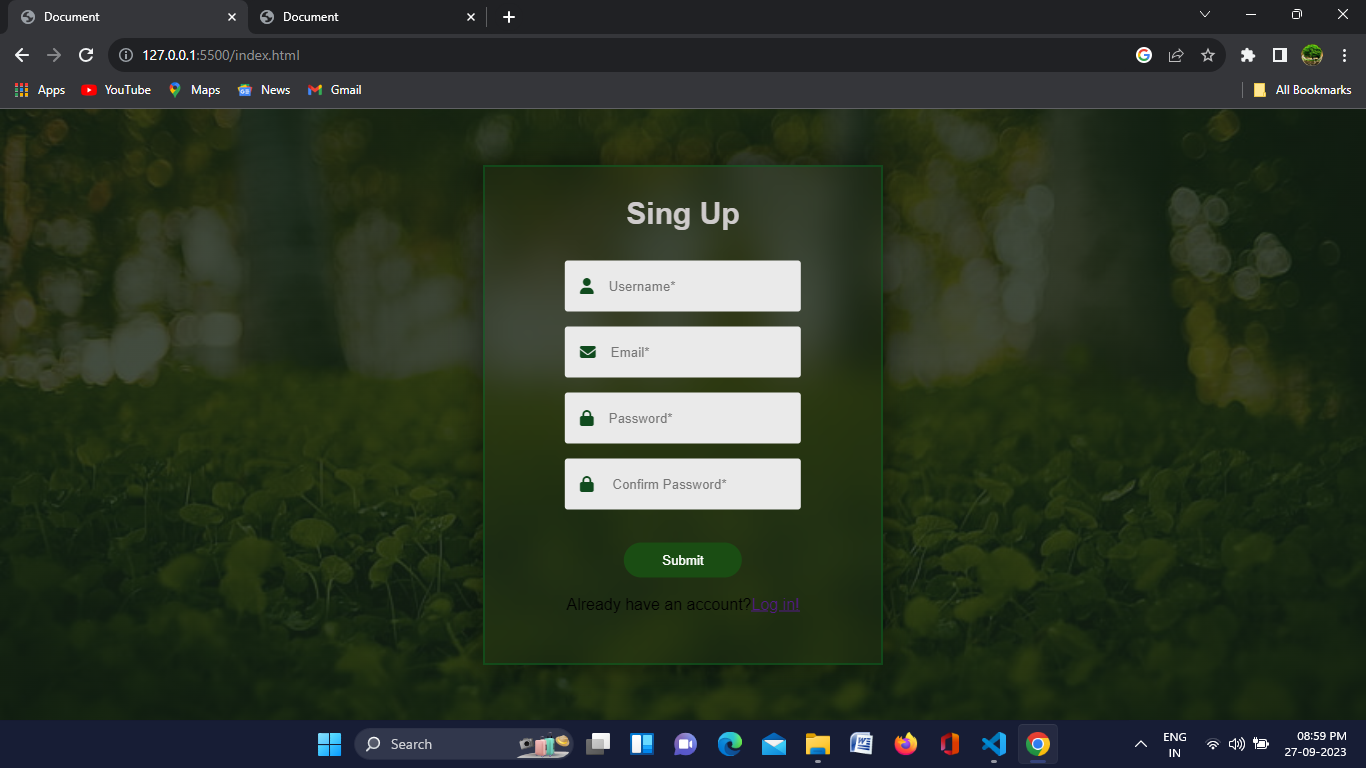 Document
Document
127.0.0.1:5500/index.html
Apps
YouTube
Maps
News
Gmail
All Bookmarks
Sing Up
Username*
Email*
Password*
Confirm Password*
Submit
Already have an account?Log in!
Search
ENG
IN
08:59 PM
27-09-2023